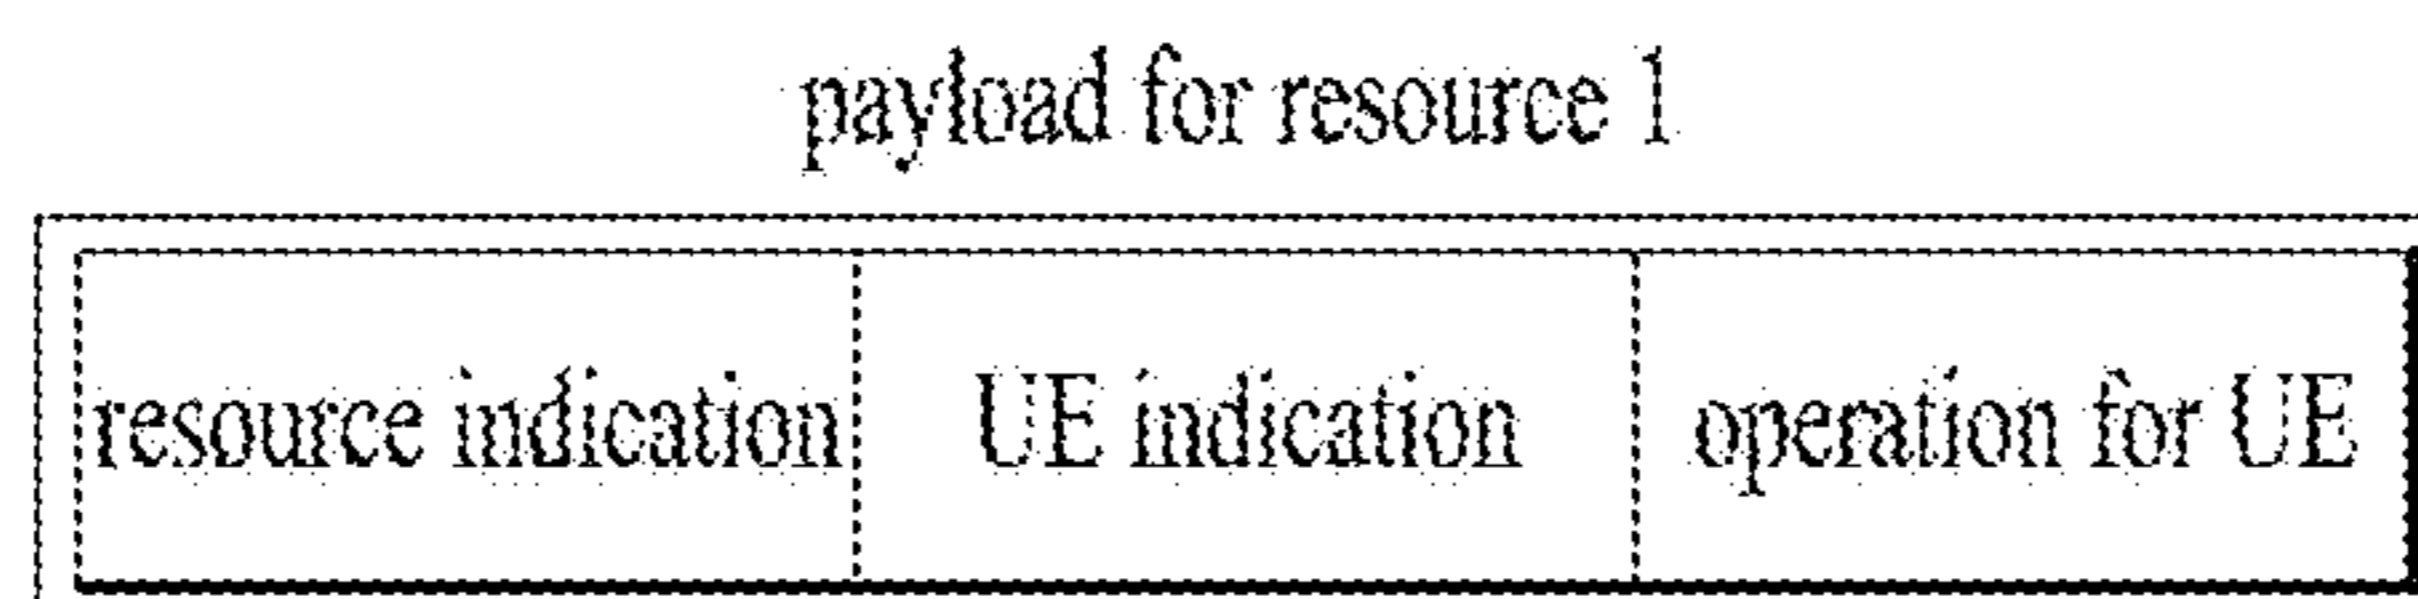 payload for resource 1
resource indication UE indication operation for UE